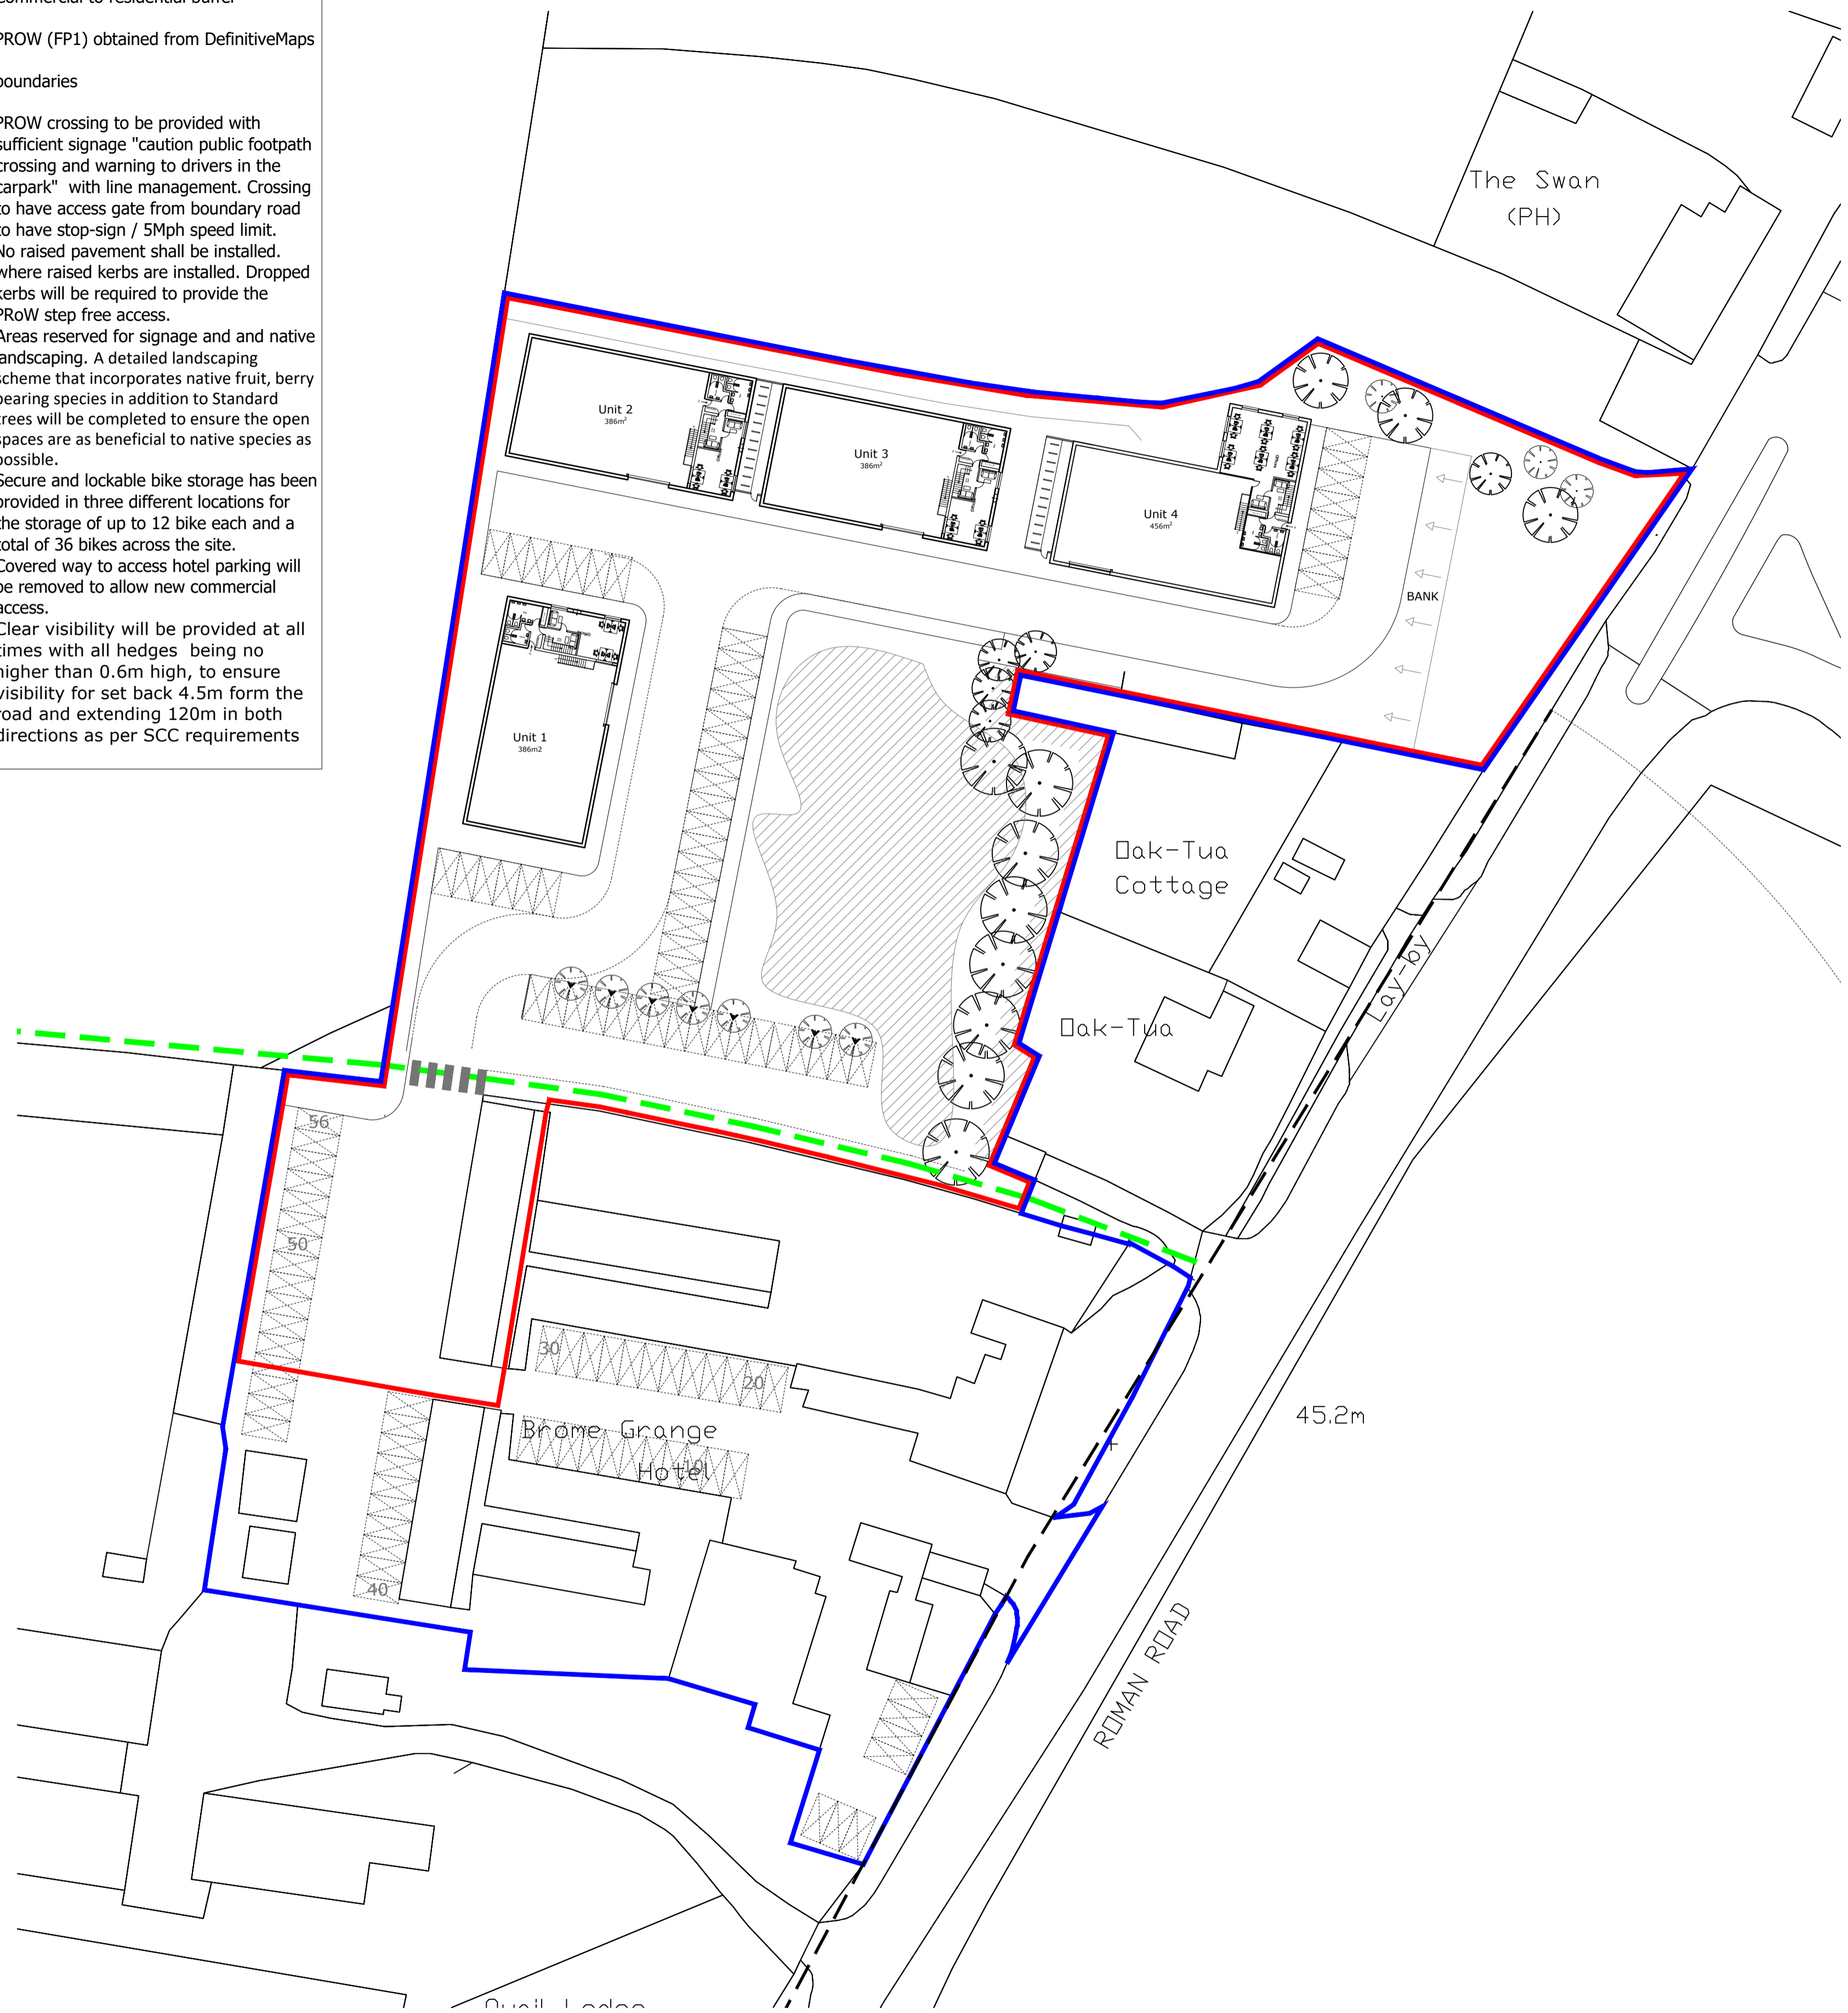 commercial to residential buffer
PROW (FP1) obtained from DefinitiveMaps
boundaries
PROW crossing to be provided with
sufficient signage "caution public footpath
crossing and warning to drivers in the
carpark"  with line management. Crossing
to have access gate from boundary road
to have stop-sign / 5Mph speed limit.
No raised pavement shall be installed.
where raised kerbs are installed. Dropped
kerbs will be required to provide the
PRoW step free access.
Areas reserved for signage and and native
landscaping. A detailed landscaping
scheme that incorporates native fruit, berry
bearing species in addition to Standard
trees will be completed to ensure the open
spaces are as beneficial to native species as
possible.
Secure and lockable bike storage has been
provided in three different locations for
the storage of up to 12 bike each and a
total of 36 bikes across the site.
Covered way to access hotel parking will
be removed to allow new commercial
access.
Clear visibility will be provided at all
times with all hedges  being no
higher than 0.6m high, to ensure
visibility for set back 4.5m form the
road and extending 120m in both
directions as per SCC requirements
The Swan
(PH)
Unit 2
386m²
Unit 3
386m²
Unit 4
456m²
BANK
Unit 1
386m2
Oak-Tua
Cottage
Lay-by
Oak-Tua
56
50
30
20
45.2m
Brome Grange
Hotel
10
40
ROMAN ROAD